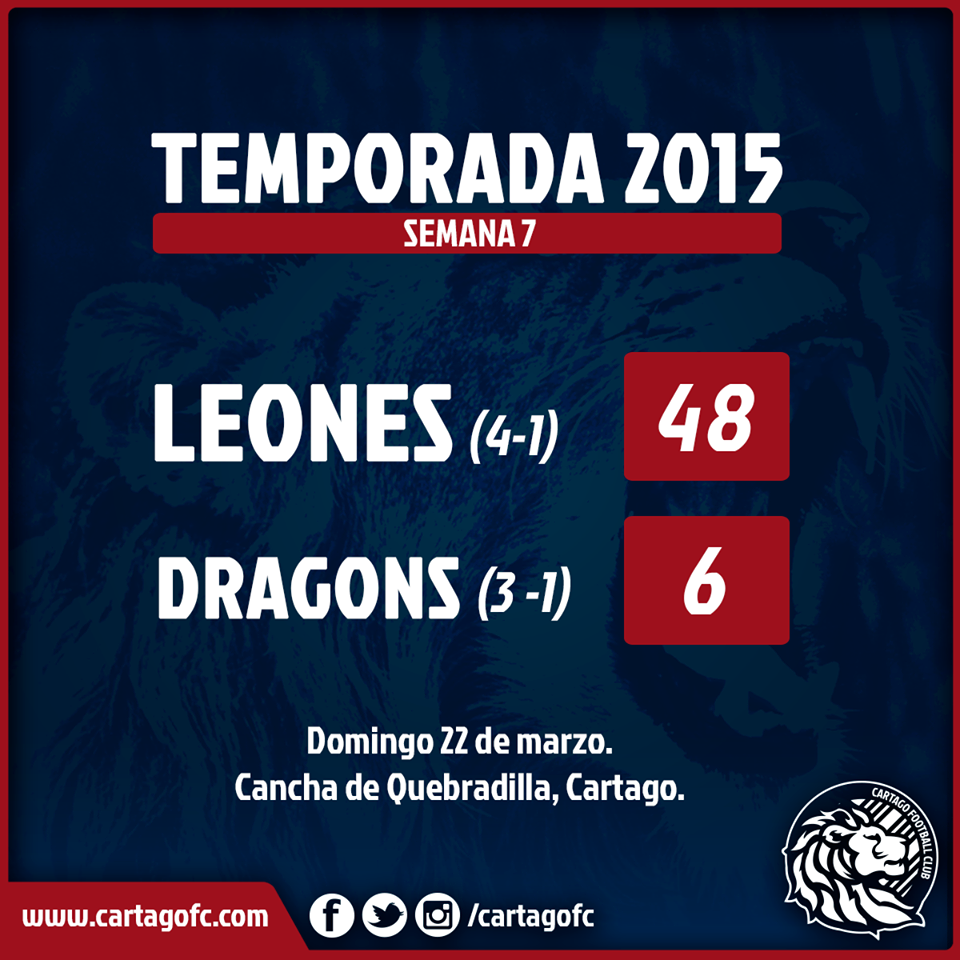 TEMPORADA 2015
SEMANA 7
LEONES (4-1) 48
DRAGONS (3 -1) 6
Domingo 22 de marzo.
Cancha de Quebradilla, Cartago.
CARTAGO FOOTBALL CLUB
www.cartagofc.com
/cartagofc